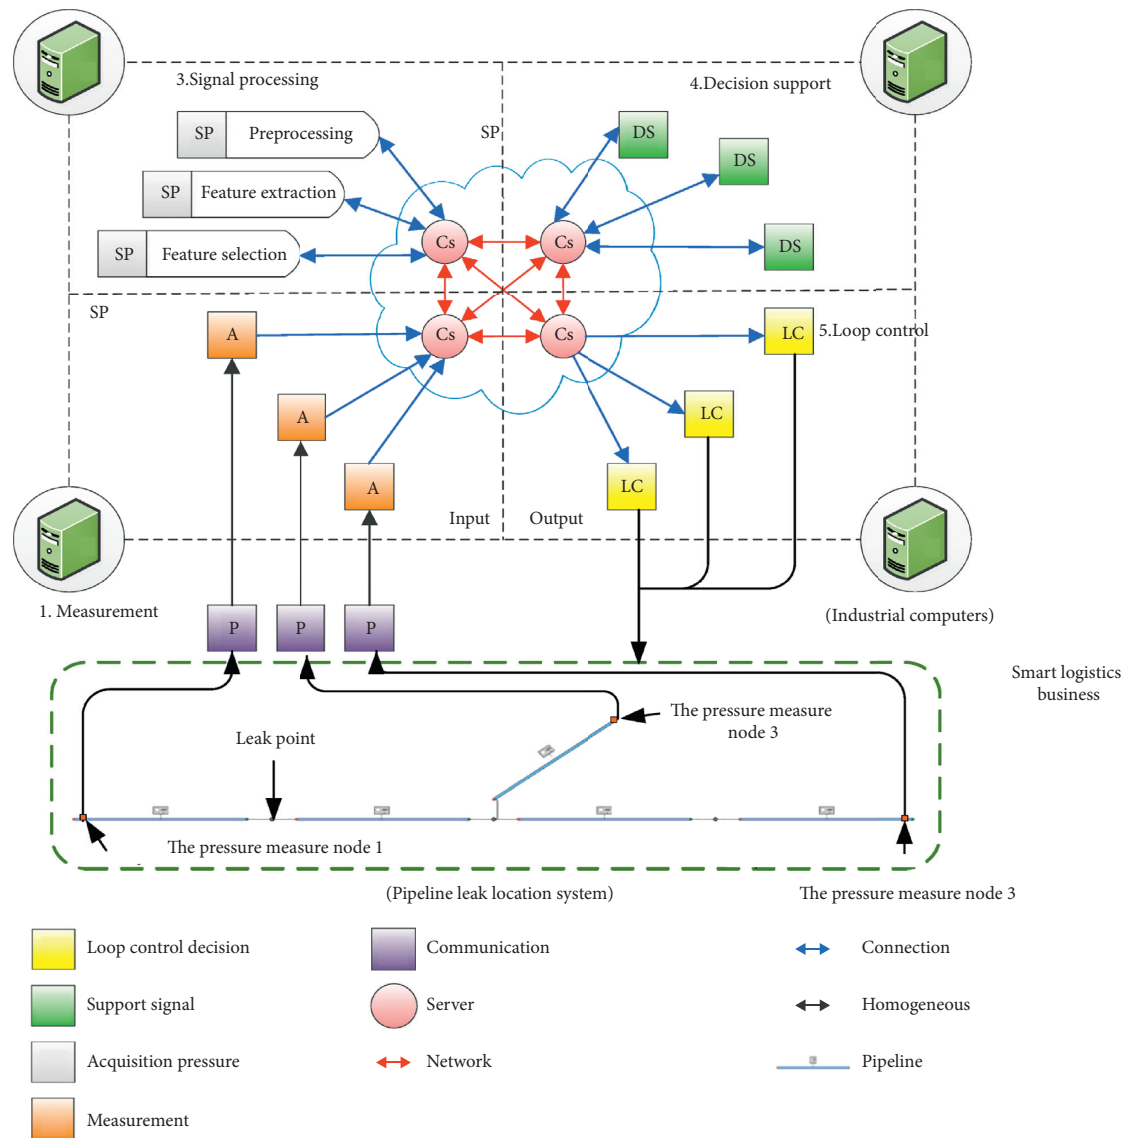 3.Signal processing
4.Decision support
SP
Preprocessing
SP
DS
DS
SP
Feature extraction
SP
Feature selection
Cs
Cs
DS
SP
A
Cs
Cs
LC
5.Loop control
A
LC
A
LC
Input
Output
1. Measurement
(Industrial computers)
P
P
P
Smart logistics
business
The pressure measure
node 3
Leak point
The pressure measure node 1
(Pipeline leak location system)
The pressure measure node 3
Loop control decision
Communication
Connection
Support signal
Server
Homogeneous
Acquisition pressure
Network
Pipeline
Measurement